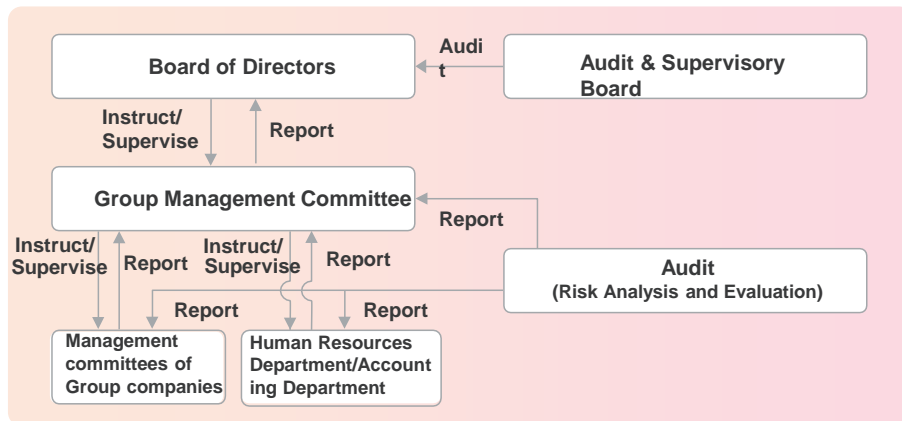 Board of Directors
Audi
t
Audit & Supervisory
Board
Instruct/
Supervise
Report
Group Management Committee
Report
Instruct/
Supervise
Report
Instruct/
Supervise
Report
Audit
(Risk Analysis and Evaluation)
Report
Report
Management
committees of
Group companies
Human Resources
Department/Account
ing Department